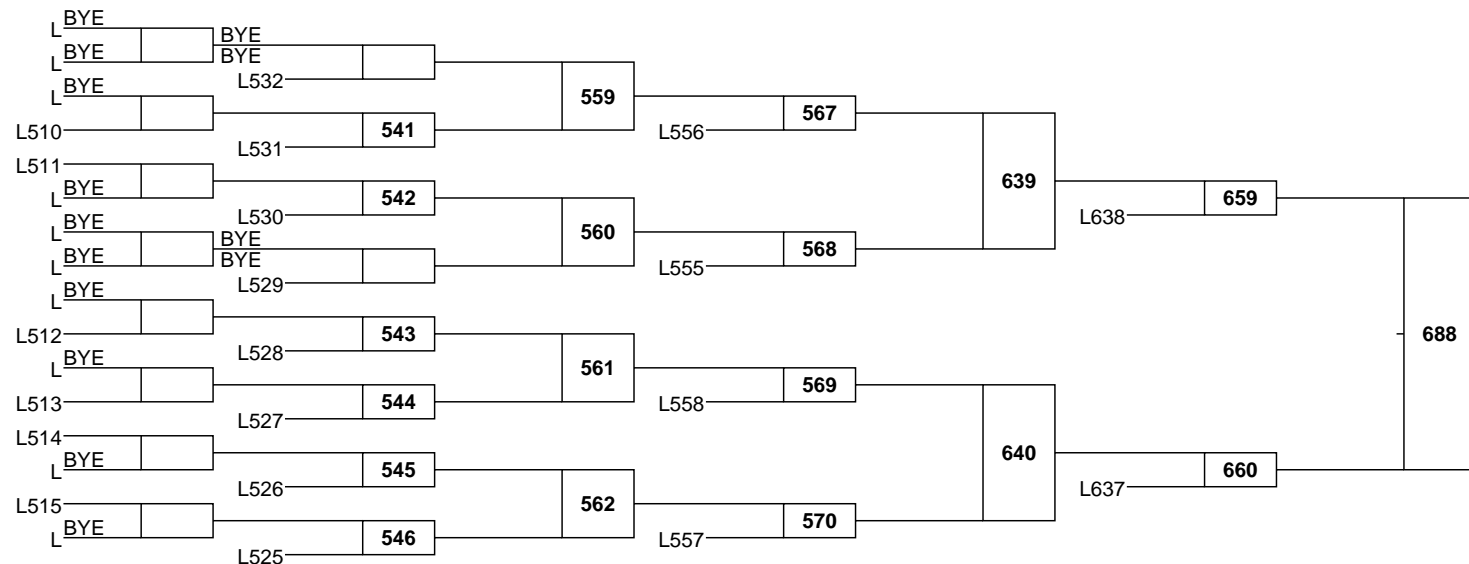 L BYE
L BYE
BYE
BYE
L532
L BYE
L510
L531
541
559
L556
567
L511
L BYE
L530
542
L BYE
L BYE
BYE
BYE
L529
560
L555
568
639
L638
659
L BYE
L512
L528
543
L BYE
L513
L527
544
561
L558
569
L514
L BYE
L526
545
L515
L BYE
L525
546
562
L557
570
640
L637
660
688